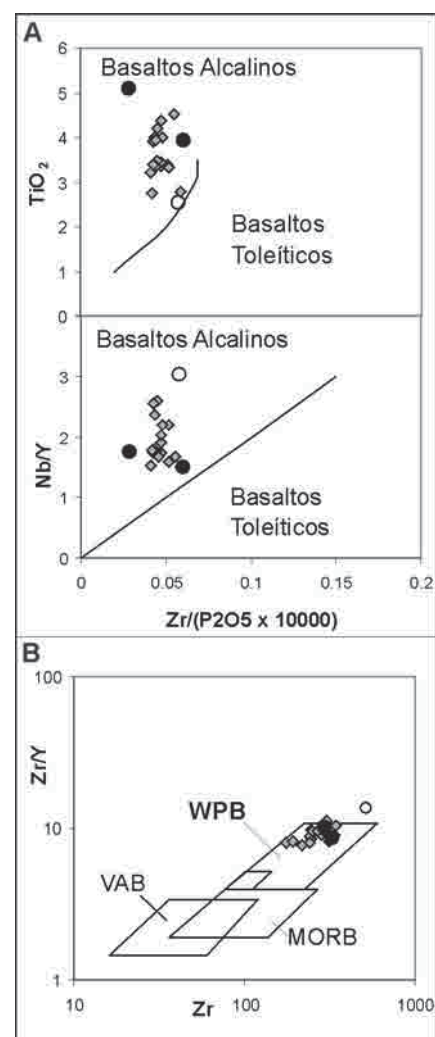 A
6
Basaltos Alcalinos
5
4
TiO₂
3
2
Basaltos
Toleíticos
1
0
Basaltos Alcalinos
3
Nb/Y
2
1
Basaltos
Toleíticos
0
0
0.05
0.1
0.15
0.2
Zr/(P2O5 x 10000)
B
100
Zr/Y
WPB
10
VAB
MORB
1
10
100
1000
Zr